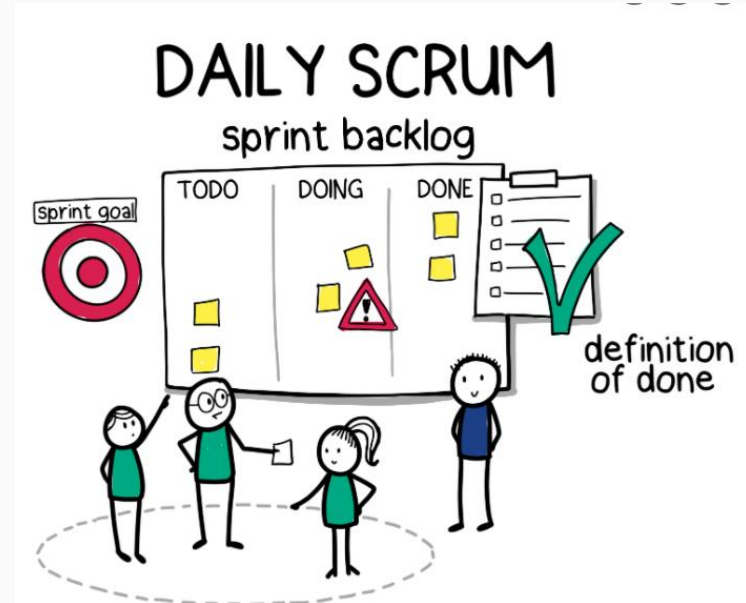 DAILY SCRUM
sprint backlog
TODO DOING DONE
sprint goal
definition
of done